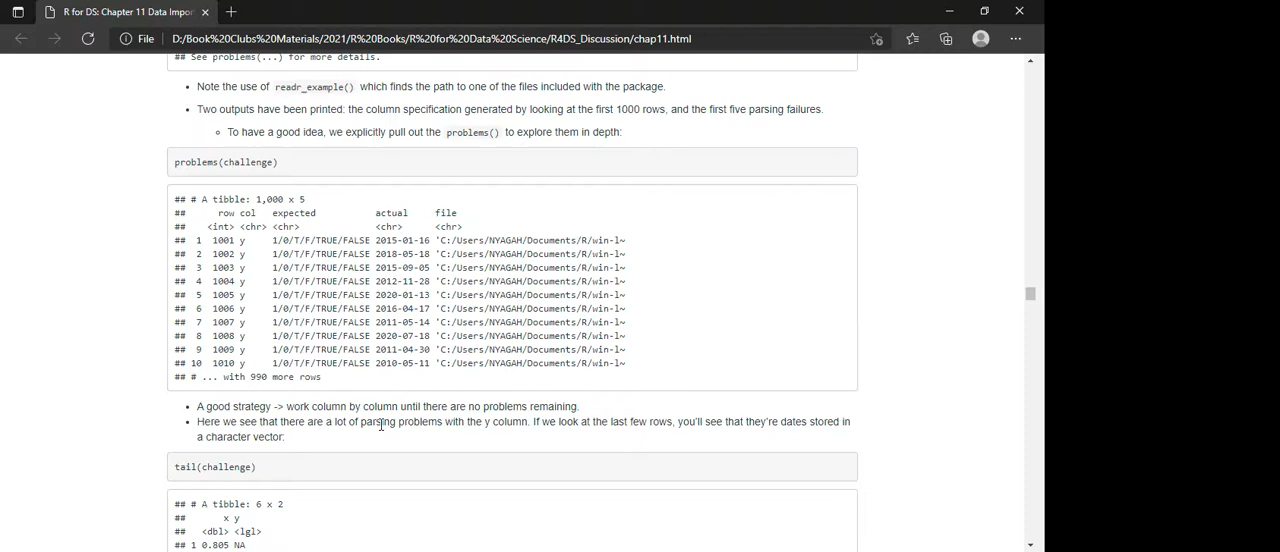 R for DS: Chapter 11 Data Impor
File
D:/Book%20Clubs%20Materials/2021/R%20Books/R%20for%20Data%20Science/R4DS_Discussion/chap11.html
## See problems(...) for more details.
• Note the use of readr_example() which finds the path to one of the files included with the package.
• Two outputs have been printed: the column specification generated by looking at the first 1000 rows, and the first five parsing failures.
◦ To have a good idea, we explicitly pull out the problems() to explore them in depth:
problems(challenge)
## # A tibble: 1,000 x 5
##      row col   expected           actual     file
##    <int> <chr> <chr>              <chr>      <chr>
##  1  1001 y     1/0/T/F/TRUE/FALSE 2015-01-16 'C:/Users/NYAGAH/Documents/R/win-l~
##  2  1002 y     1/0/T/F/TRUE/FALSE 2018-05-18 'C:/Users/NYAGAH/Documents/R/win-l~
##  3  1003 y     1/0/T/F/TRUE/FALSE 2015-09-05 'C:/Users/NYAGAH/Documents/R/win-l~
##  4  1004 y     1/0/T/F/TRUE/FALSE 2012-11-28 'C:/Users/NYAGAH/Documents/R/win-l~
##  5  1005 y     1/0/T/F/TRUE/FALSE 2020-01-13 'C:/Users/NYAGAH/Documents/R/win-l~
##  6  1006 y     1/0/T/F/TRUE/FALSE 2016-04-17 'C:/Users/NYAGAH/Documents/R/win-l~
##  7  1007 y     1/0/T/F/TRUE/FALSE 2011-05-14 'C:/Users/NYAGAH/Documents/R/win-l~
##  8  1008 y     1/0/T/F/TRUE/FALSE 2020-07-18 'C:/Users/NYAGAH/Documents/R/win-l~
##  9  1009 y     1/0/T/F/TRUE/FALSE 2011-04-30 'C:/Users/NYAGAH/Documents/R/win-l~
## 10  1010 y     1/0/T/F/TRUE/FALSE 2010-05-11 'C:/Users/NYAGAH/Documents/R/win-l~
## # ... with 990 more rows
• A good strategy -> work column by column until there are no problems remaining.
• Here we see that there are a lot of parsing problems with the y column. If we look at the last few rows, you'll see that they're dates stored in
a character vector:
tail(challenge)
## # A tibble: 6 x 2
##       x y
##   <dbl> <lgl>
## 1 0.805 NA